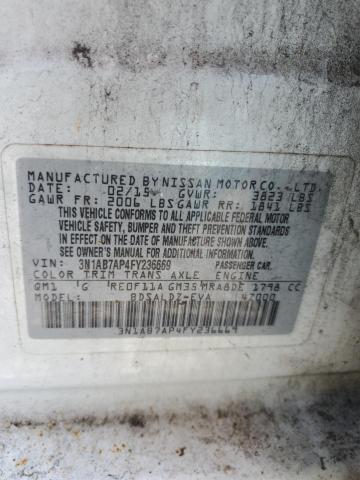 MANUFACTURED BY NISSAN MOTOR CO., LTD.
DATE: 02/15 GVWR: 3823 LBS
GAWR FR: 2006 LBS GAWR RR: 1841 LBS
THIS VEHICLE CONFORMS TO ALL APPLICABLE FEDERAL MOTOR
VEHICLE SAFETY, BUMPER AND THEFT PREVENTION STANDARDS
IN EFFECT ON THE DATE OF MANUFACTURE SHOWN ABOVE.
SEE OWNER'S MANUAL FOR ADDITIONAL INFORMATION.
VIN: 3N1AB7AP4FY236669 PASSENGER CAR
COLOR TRIM TRANS AXLE ENGINE
QM1 G RE0F11A GM35 MRA8DE 1798 CC
BDSALDZ-EVA 47000
3N1AB7AP4FY236669